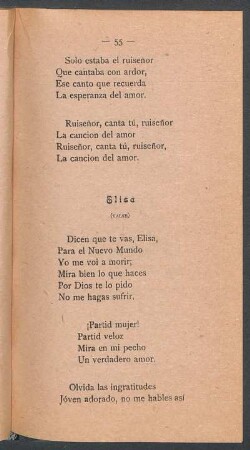 — 55 —
Solo estaba el ruiseñor
Que cantaba con ardor,
Ese canto que recuerda
La esperanza del amor.
Ruiseñor, canta tú, ruiseñor
La cancion del amor
Ruiseñor, canta tú, ruiseñor,
La cancion del amor.
Elisa
Dicen que te vas, Elisa,
Para el Nuevo Mundo
Yo me voi a morir;
Mira bien lo que haces
Por Dios te lo pido
No me hagas sufrir.
¡Partid mujer!
Partid veloz
Mira en mi pecho
Un verdadero amor.
Olvida las ingratitudes
Jóven adorado, no me hables así